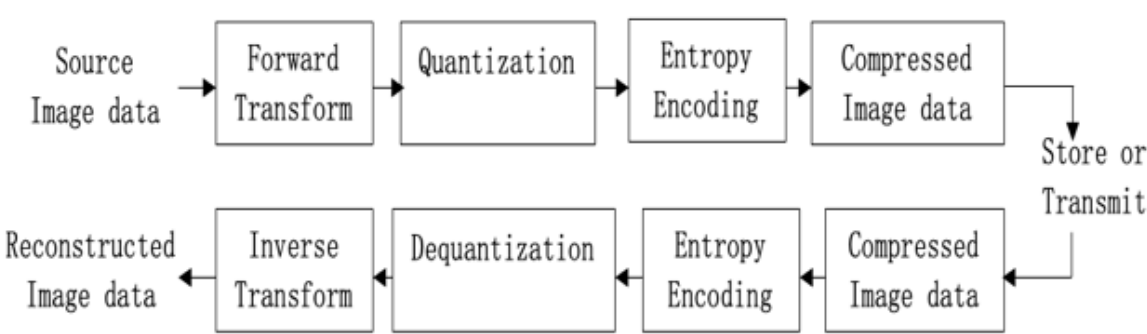 Source
Image data
Forward
Transform
Quantization
Entropy
Encoding
Compressed
Image data
Store or
Transmit
Reconstructed
Image data
Inverse
Transform
Dequantization
Entropy
Encoding
Compressed
Image data